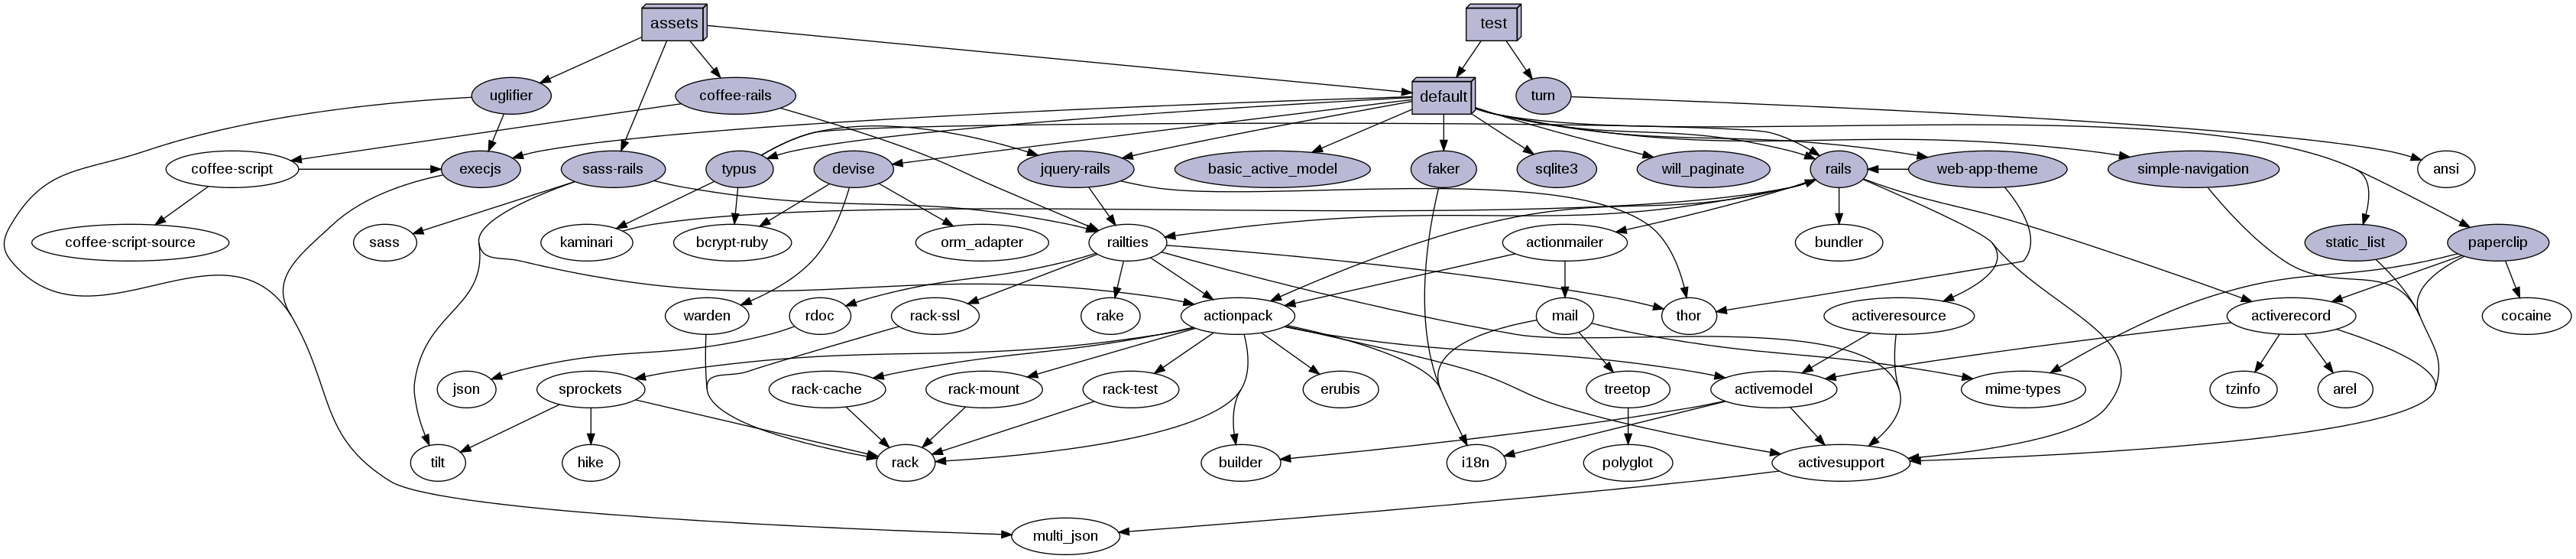 assets
test
uglifier
coffee-rails
default
turn
coffee-script
execjs
sass-rails
typus
devise
jquery-rails
basic_active_model
faker
sqlite3
will_paginate
rails
web-app-theme
simple-navigation
ansi
coffee-script-source
sass
kaminari
bcrypt-ruby
orm_adapter
railties
actionmailer
bundler
static_list
paperclip
warden
rdoc
rack-ssl
rake
actionpack
mail
thor
activeresource
activerecord
cocaine
json
sprockets
rack-cache
rack-mount
rack-test
erubis
treetop
activemodel
mime-types
tzinfo
arel
tilt
hike
rack
builder
i18n
polyglot
activesupport
multi_json